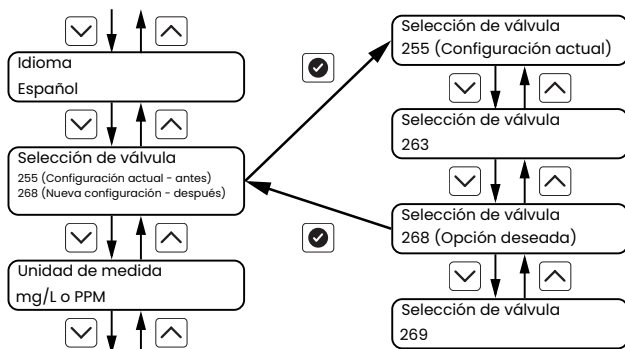 Idioma
Español
Selección de válvula
255 (Configuración actual - antes)
268 (Nueva configuración - después)
Unidad de medida
mg/L o PPM
Selección de válvula
255 (Configuración actual)
Selección de válvula
263
Selección de válvula
268 (Opción deseada)
Selección de válvula
269